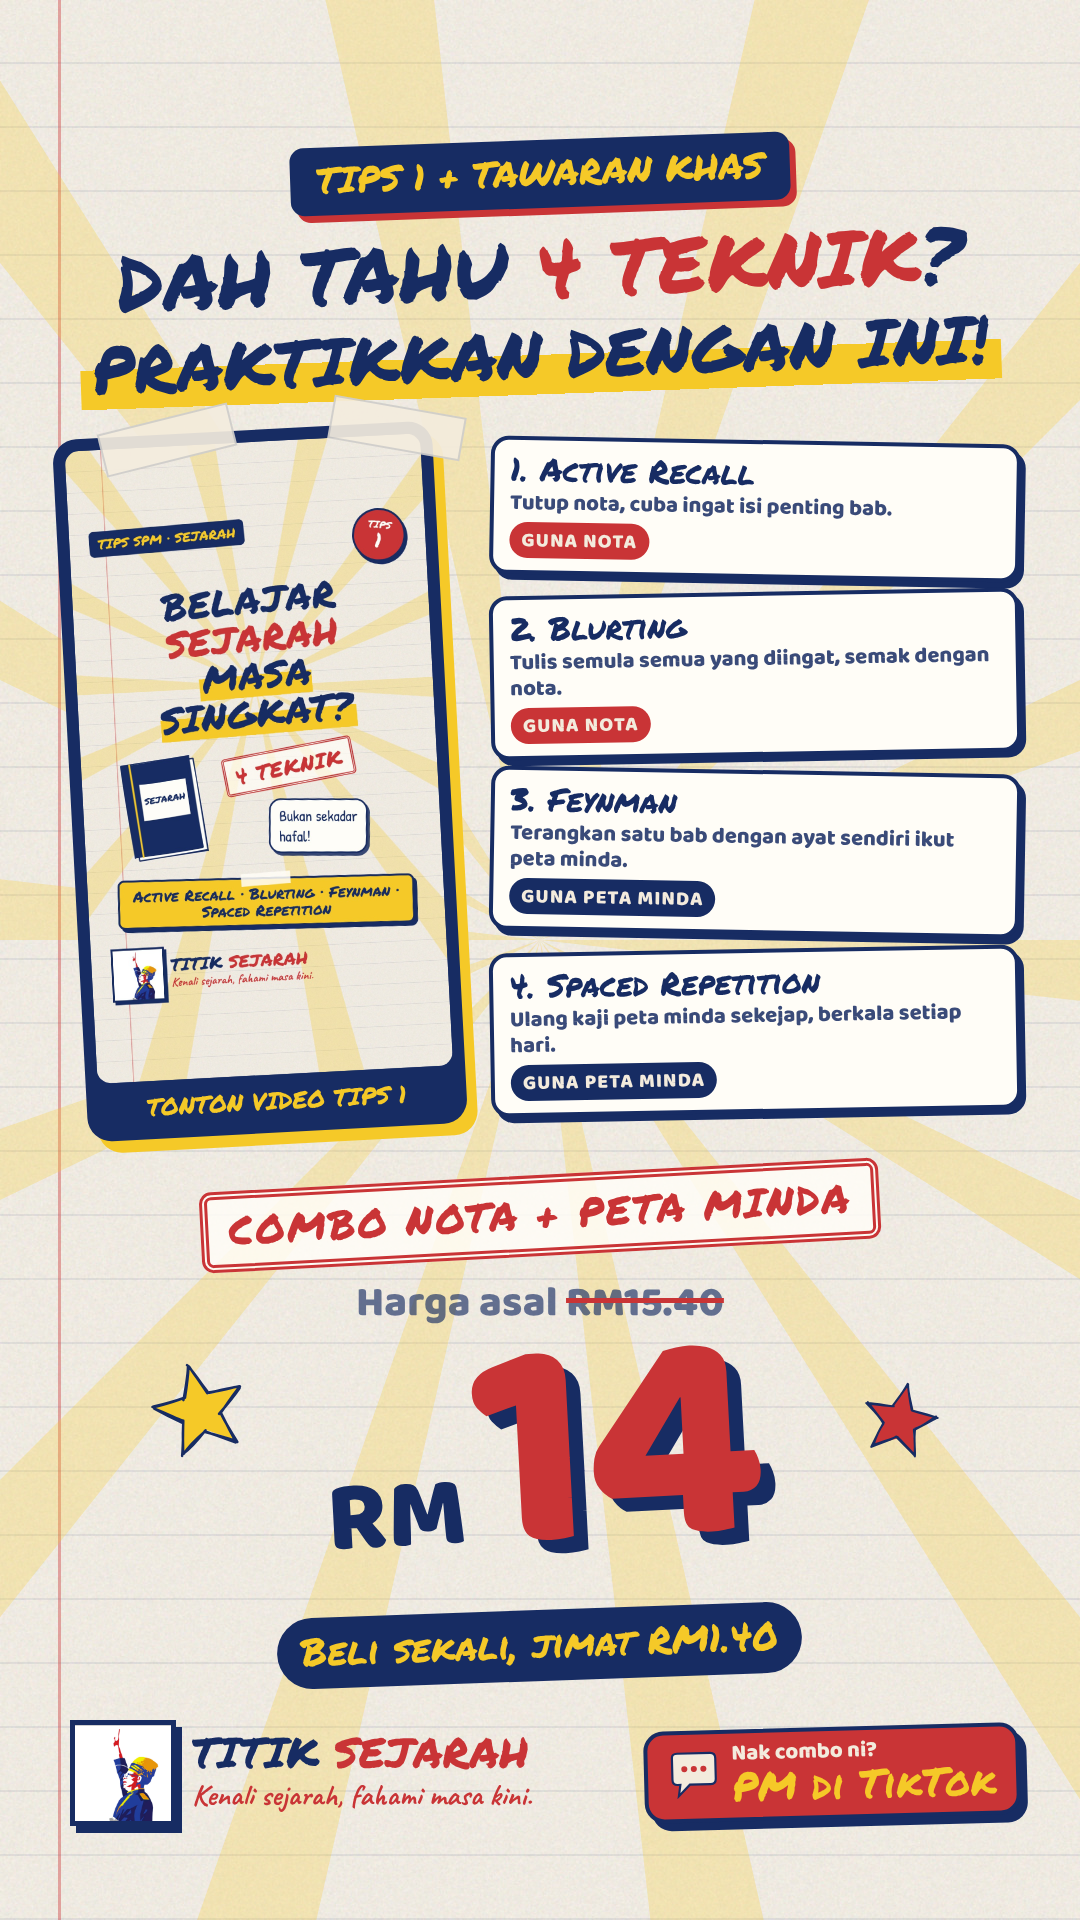 TIPS 1 + TAWARAN KHAS
DAH TAHU 4 TEKNIK?
PRAKTIKKAN DENGAN INI!
TIPS SPM · SEJARAH
TIPS
1
BELAJAR
SEJARAH
MASA
SINGKAT?
SEJARAH
4 TEKNIK
Bukan sekadar
hafal!
ACTIVE RECALL · BLURTING · FEYNMAN ·
SPACED REPETITION
TITIK SEJARAH
Kenali sejarah, fahami masa kini.
TONTON VIDEO TIPS 1
1. ACTIVE RECALL
Tutup nota, cuba ingat isi penting bab.
GUNA NOTA
2. BLURTING
Tulis semula semua yang diingat, semak dengan
nota.
GUNA NOTA
3. FEYNMAN
Terangkan satu bab dengan ayat sendiri ikut
peta minda.
GUNA PETA MINDA
4. SPACED REPETITION
Ulang kaji peta minda sekejap, berkala setiap
hari.
GUNA PETA MINDA
COMBO NOTA + PETA MINDA
Harga asal RM15.40
RM 14
BELI SEKALI, JIMAT RM1.40
TITIK SEJARAH
Kenali sejarah, fahami masa kini.
Nak combo ni?
PM DI TIKTOK